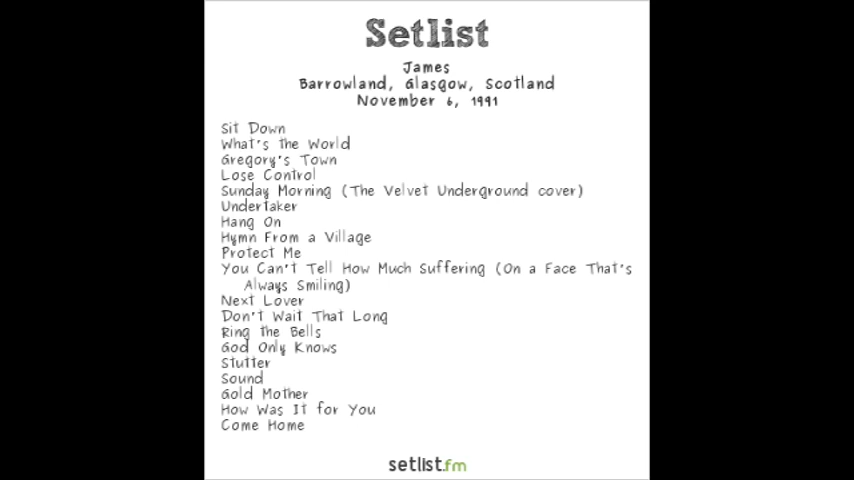 Setlist
James
Barrowland, Glasgow, Scotland
November 6, 1991
Sit Down
What's the World
Gregory's Town
Lose Control
Sunday Morning (The Velvet Underground cover)
Undertaker
Hang On
Hymn From a Village
Protect Me
You Can't Tell How Much Suffering (On a Face That's
Always Smiling)
Next Lover
Don't Wait That Long
Ring the Bells
God Only Knows
Stutter
Sound
Gold Mother
How Was It for You
Come Home
setlist.fm